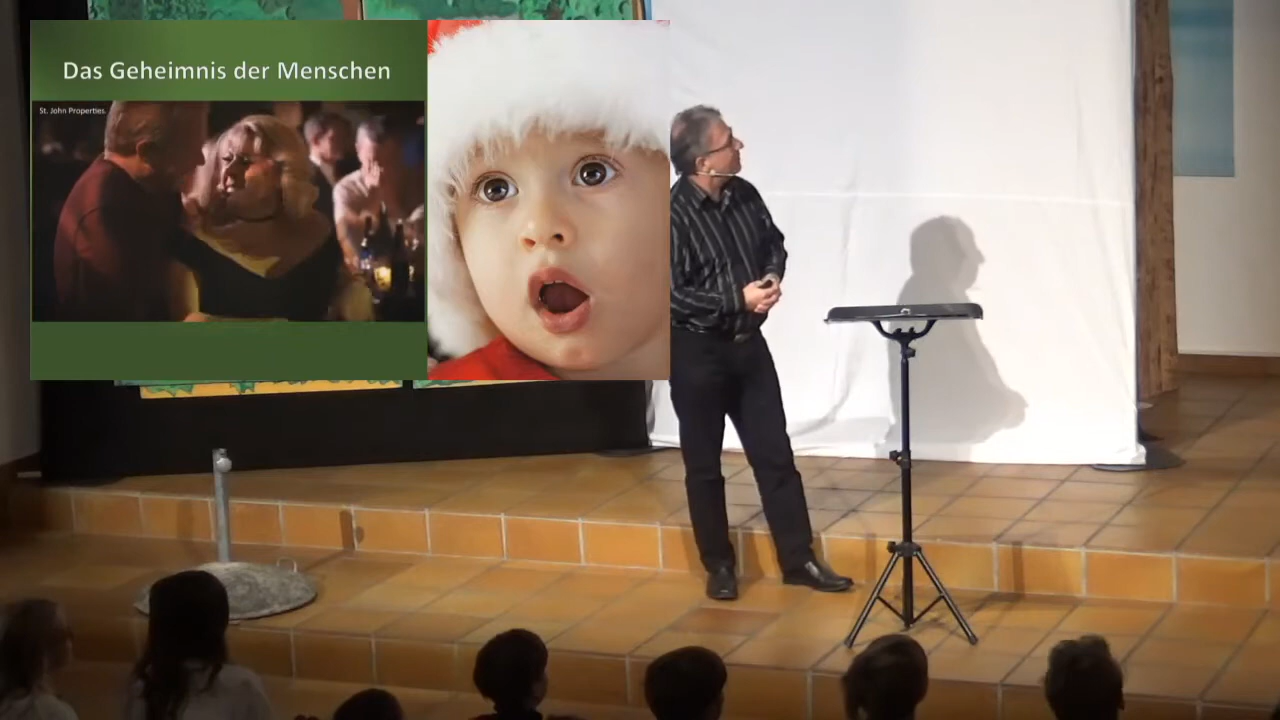 Das Geheimnis der Menschen
St. John Properties.